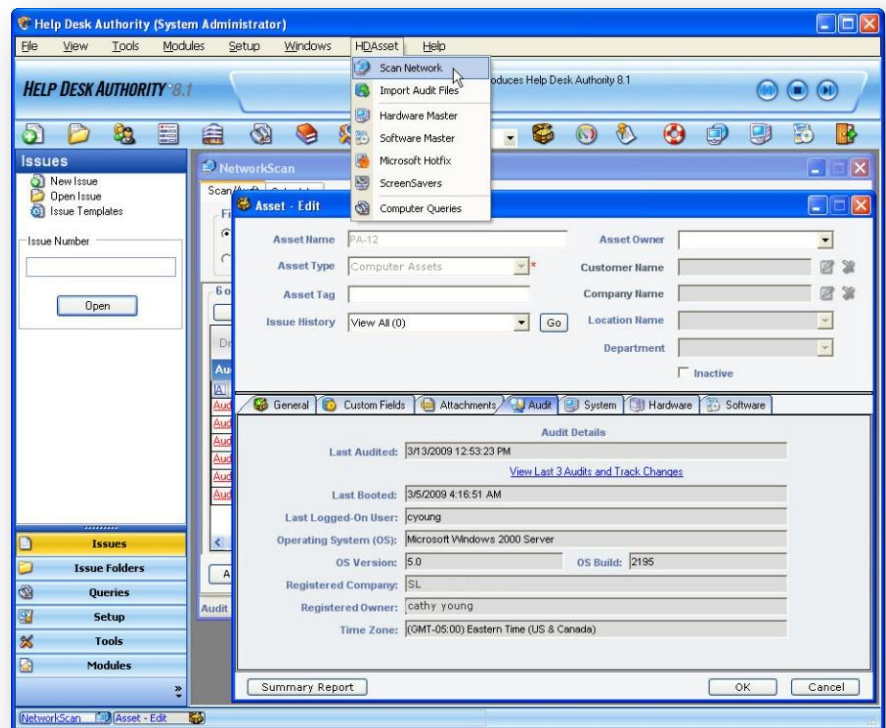 Help Desk Authority (System Administrator)
File View Tools Modules Setup Windows HDAsset Help
Scan Network
Import Audit Files
Hardware Master
Software Master
Microsoft Hotfix
ScreenSavers
Computer Queries
HELP DESK AUTHORITY 8.1
oduces Help Desk Authority 8.1
Issues
New Issue
Open Issue
Issue Templates
Issue Number
Open
NetworkScan
Asset - Edit
Asset Name PA-12 Asset Owner
Asset Type Computer Assets * Customer Name
Asset Tag Company Name
Issue History View All (0) Go Location Name
Department
Inactive
General Custom Fields Attachments Audit System Hardware Software
Audit Details
Last Audited: 3/13/2009 12:53:23 PM
View Last 3 Audits and Track Changes
Last Booted: 3/5/2009 4:16:51 AM
Last Logged-On User: cyoung
Operating System (OS): Microsoft Windows 2000 Server
OS Version: 5.0 OS Build: 2195
Registered Company: SL
Registered Owner: cathy young
Time Zone: (GMT-05:00) Eastern Time (US & Canada)
Summary Report OK Cancel
Issues
Issue Folders
Queries
Setup
Tools
Modules
Audit
NetworkScan Asset - Edit